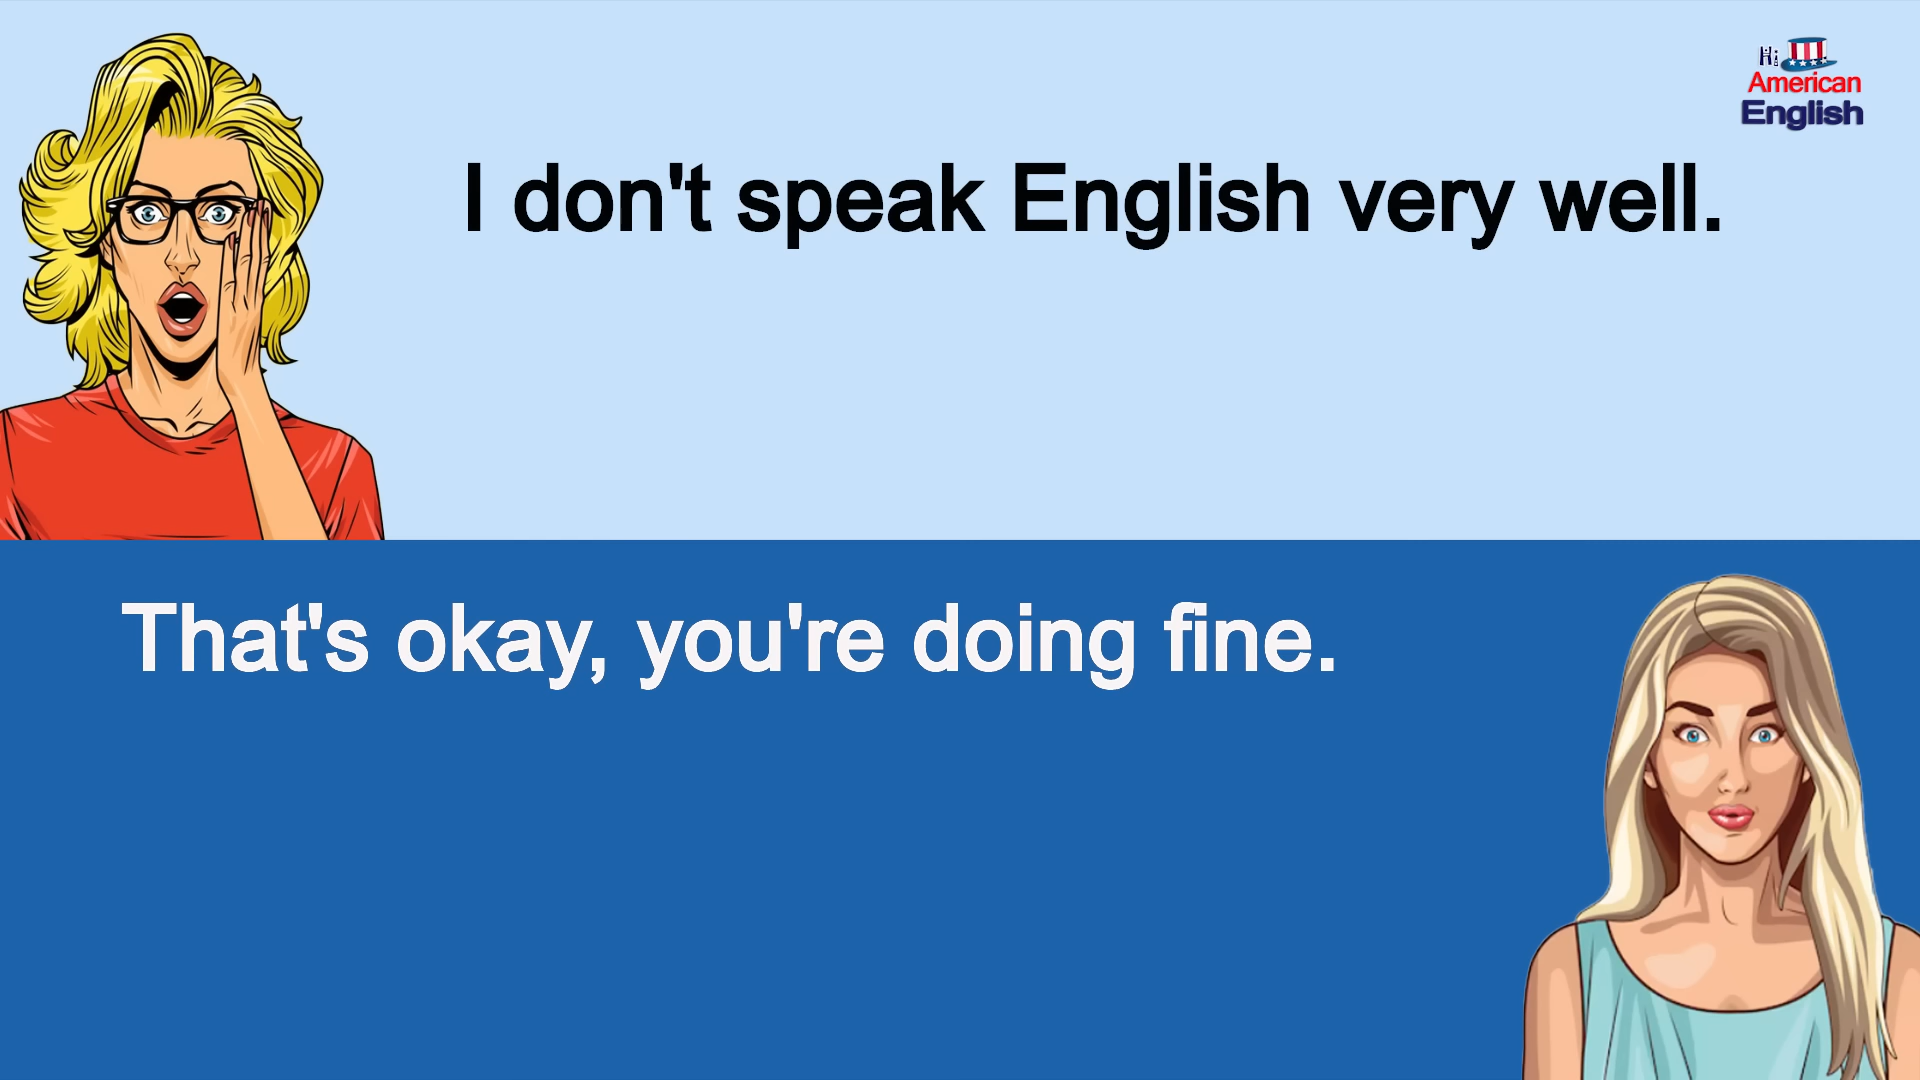 Hi
American
English
I don't speak English very well.
That's okay, you're doing fine.